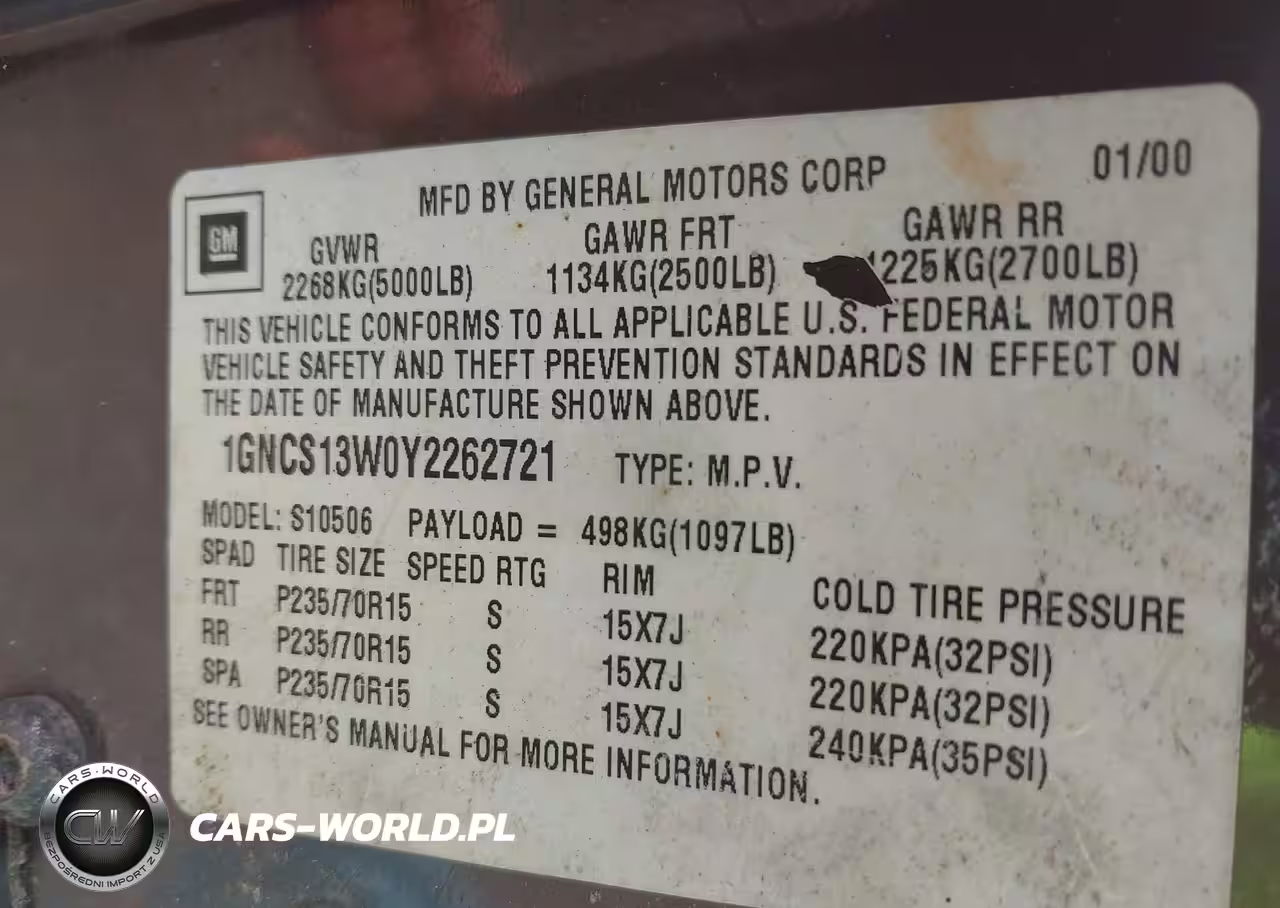 MFD BY GENERAL MOTORS CORP 01/00
GM
GVWR GAWR FRT GAWR RR
2268KG(5000LB) 1134KG(2500LB) 1225KG(2700LB)
THIS VEHICLE CONFORMS TO ALL APPLICABLE U.S. FEDERAL MOTOR
VEHICLE SAFETY AND THEFT PREVENTION STANDARDS IN EFFECT ON
THE DATE OF MANUFACTURE SHOWN ABOVE.
1GNCS13W0Y2262721 TYPE: M.P.V.
MODEL: S10506 PAYLOAD = 498KG(1097LB)
SPAD TIRE SIZE SPEED RTG RIM COLD TIRE PRESSURE
FRT P235/70R15 S 15X7J 220KPA(32PSI)
RR P235/70R15 S 15X7J 220KPA(32PSI)
SPA P235/70R15 S 15X7J 240KPA(35PSI)
SEE OWNER'S MANUAL FOR MORE INFORMATION.
CARS-WORLD
CW
BEZPOŚREDNI IMPORT Z USA
CARS-WORLD.PL